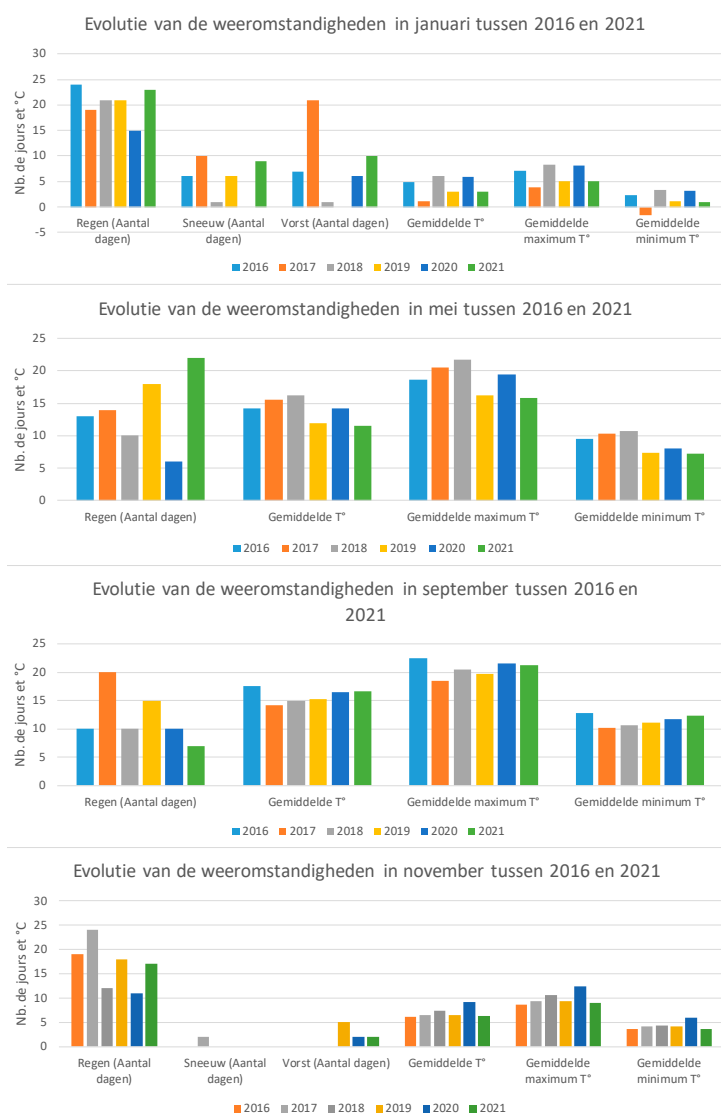 Evolutie van de weeromstandigheden in januari tussen 2016 en 2021
Nb. de jours et °C
30
25
20
15
10
5
0
-5
Regen (Aantal dagen)
Sneeuw (Aantal dagen)
Vorst (Aantal dagen)
Gemiddelde T°
Gemiddelde maximum T°
Gemiddelde minimum T°
2016 2017 2018 2019 2020 2021
Evolutie van de weeromstandigheden in mei tussen 2016 en 2021
Nb. de jours et °C
25
20
15
10
5
0
Regen (Aantal dagen)
Gemiddelde T°
Gemiddelde maximum T°
Gemiddelde minimum T°
2016 2017 2018 2019 2020 2021
Evolutie van de weeromstandigheden in september tussen 2016 en
2021
Nb. de jours et °C
25
20
15
10
5
0
Regen (Aantal dagen)
Gemiddelde T°
Gemiddelde maximum T°
Gemiddelde minimum T°
2016 2017 2018 2019 2020 2021
Evolutie van de weeromstandigheden in november tussen 2016 en 2021
Nb. de jours et °C
30
25
20
15
10
5
0
Regen (Aantal dagen)
Sneeuw (Aantal dagen)
Vorst (Aantal dagen)
Gemiddelde T°
Gemiddelde maximum T°
Gemiddelde minimum T°
2016 2017 2018 2019 2020 2021